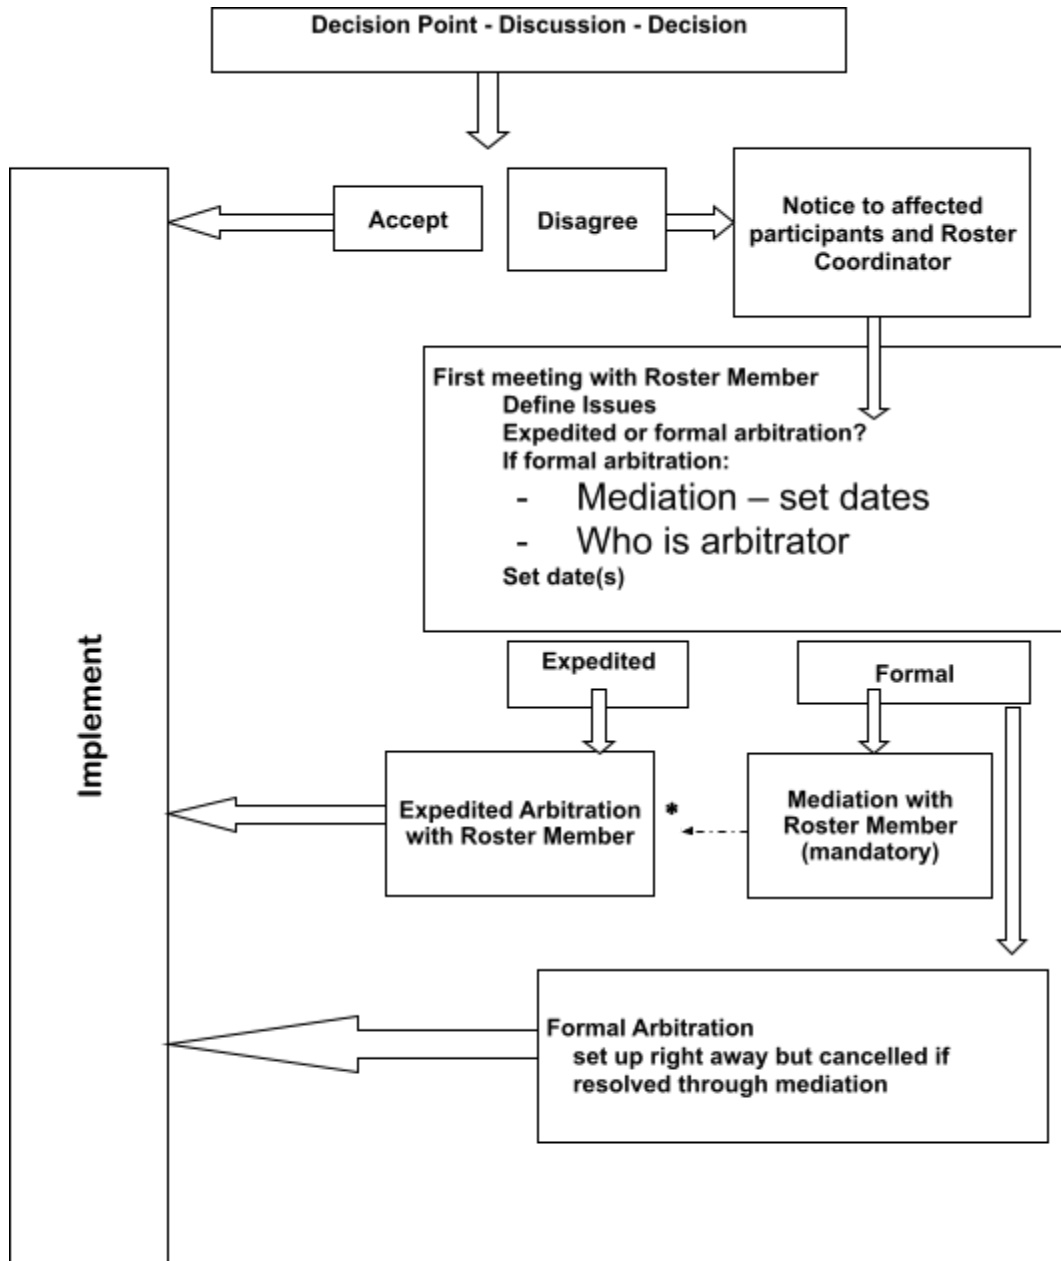 Decision Point - Discussion - Decision
Accept
Disagree
Notice to affected
participants and Roster
Coordinator
First meeting with Roster Member
Define Issues
Expedited or formal arbitration?
If formal arbitration:
- Mediation – set dates
- Who is arbitrator
Set date(s)
Implement
Expedited
Formal
Expedited Arbitration
with Roster Member
*
Mediation with
Roster Member
(mandatory)
Formal Arbitration
set up right away but cancelled if
resolved through mediation